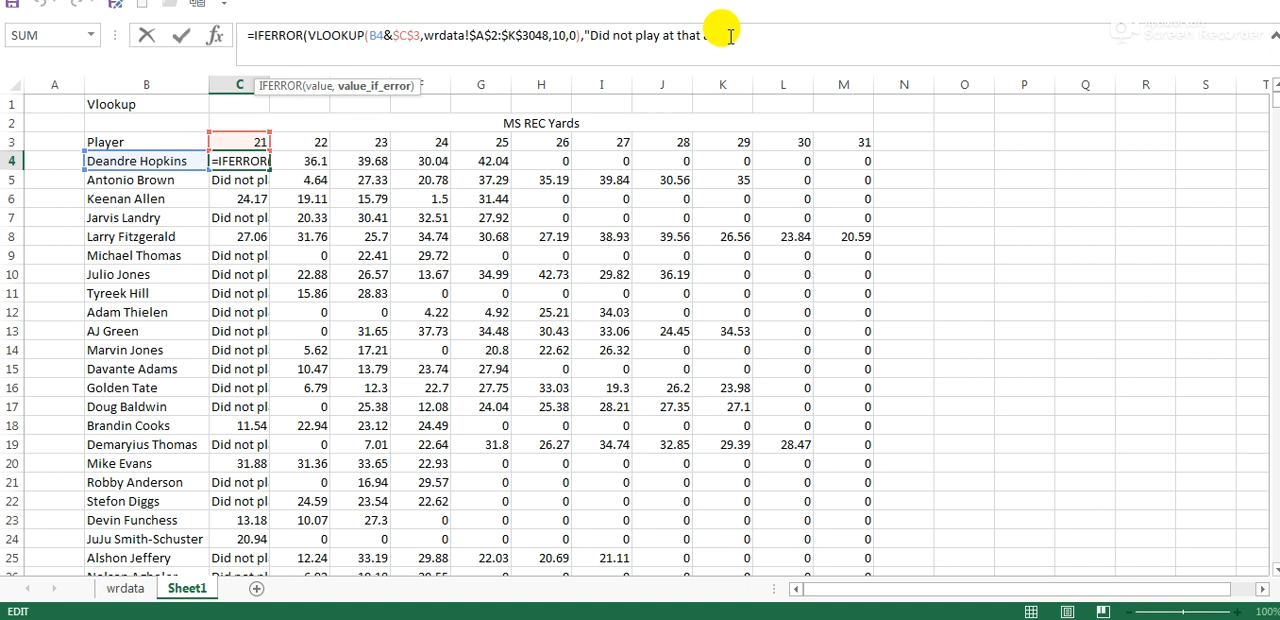 SUM =IFERROR(VLOOKUP(B4&$C$3,wrdata!$A$2:$K$3048,10,0),"Did not play at that
Screen Recorder
IFERROR(value, value_if_error)
A B C F G H I J K L M N O P Q R S T
1 Vlookup
2 MS REC Yards
3 Player 21 22 23 24 25 26 27 28 29 30 31
4 Deandre Hopkins =IFERROR( 36.1 39.68 30.04 42.04 0 0 0 0 0 0
5 Antonio Brown Did not pl 4.64 27.33 20.78 37.29 35.19 39.84 30.56 35 0 0
6 Keenan Allen 24.17 19.11 15.79 1.5 31.44 0 0 0 0 0 0
7 Jarvis Landry Did not pl 20.33 30.41 32.51 27.92 0 0 0 0 0 0
8 Larry Fitzgerald 27.06 31.76 25.7 34.74 30.68 27.19 38.93 39.56 26.56 23.84 20.59
9 Michael Thomas Did not pl 0 22.41 29.72 0 0 0 0 0 0 0
10 Julio Jones Did not pl 22.88 26.57 13.67 34.99 42.73 29.82 36.19 0 0 0
11 Tyreek Hill Did not pl 15.86 28.83 0 0 0 0 0 0 0 0
12 Adam Thielen Did not pl 0 0 4.22 4.92 25.21 34.03 0 0 0 0
13 AJ Green Did not pl 0 31.65 37.73 34.48 30.43 33.06 24.45 34.53 0 0
14 Marvin Jones Did not pl 5.62 17.21 0 20.8 22.62 26.32 0 0 0 0
15 Davante Adams Did not pl 10.47 13.79 23.74 27.94 0 0 0 0 0 0
16 Golden Tate Did not pl 6.79 12.3 22.7 27.75 33.03 19.3 26.2 23.98 0 0
17 Doug Baldwin Did not pl 0 25.38 12.08 24.04 25.38 28.21 27.35 27.1 0 0
18 Brandin Cooks 11.54 22.94 23.12 24.49 0 0 0 0 0 0 0
19 Demaryius Thomas Did not pl 0 7.01 22.64 31.8 26.27 34.74 32.85 29.39 28.47 0
20 Mike Evans 31.88 31.36 33.65 22.93 0 0 0 0 0 0 0
21 Robby Anderson Did not pl 0 16.94 29.57 0 0 0 0 0 0 0
22 Stefon Diggs Did not pl 24.59 23.54 22.62 0 0 0 0 0 0 0
23 Devin Funchess 13.18 10.07 27.3 0 0 0 0 0 0 0 0
24 JuJu Smith-Schuster 20.94 0 0 0 0 0 0 0 0 0 0
25 Alshon Jeffery Did not pl 12.24 33.19 29.88 22.03 20.69 21.11 0 0 0 0
wrdata Sheet1
EDIT 100%